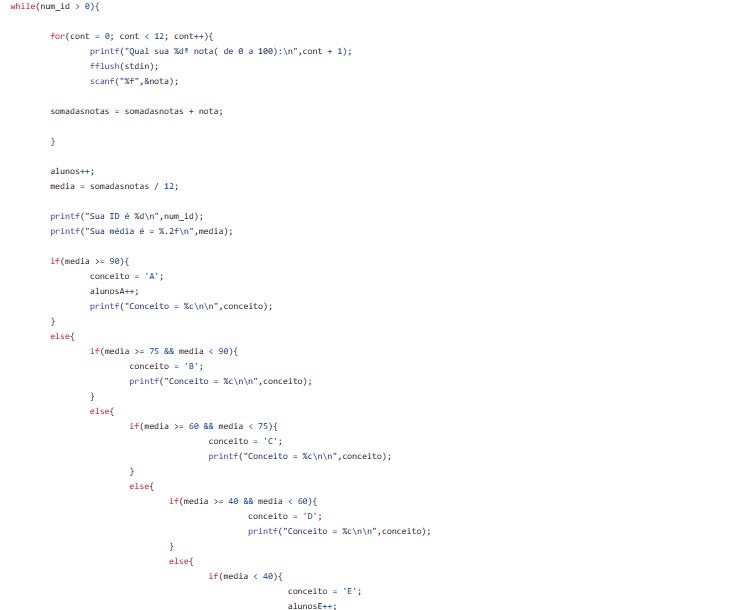 while(num_id > 0){
for(cont = 0; cont < 12; cont++){
printf("Qual sua %dª nota( de 0 a 100):\n",cont + 1);
fflush(stdin);
scanf("%f",&nota);
somadasnotas = somadasnotas + nota;
}
alunos++;
media = somadasnotas / 12;
printf("Sua ID é %d\n",num_id);
printf("Sua média é = %.2f\n",media);
if(media >= 90){
conceito = 'A';
alunosA++;
printf("Conceito = %c\n\n",conceito);
}
else{
if(media >= 75 && media < 90){
conceito = 'B';
printf("Conceito = %c\n\n",conceito);
}
else{
if(media >= 60 && media < 75){
conceito = 'C';
printf("Conceito = %c\n\n",conceito);
}
else{
if(media >= 40 && media < 60){
conceito = 'D';
printf("Conceito = %c\n\n",conceito);
}
else{
if(media < 40){
conceito = 'E';
alunosE++;